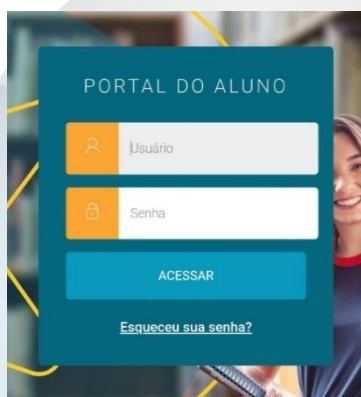 PORTAL DO ALUNO
Usuário
Senha
ACESSAR
Esqueceu sua senha?